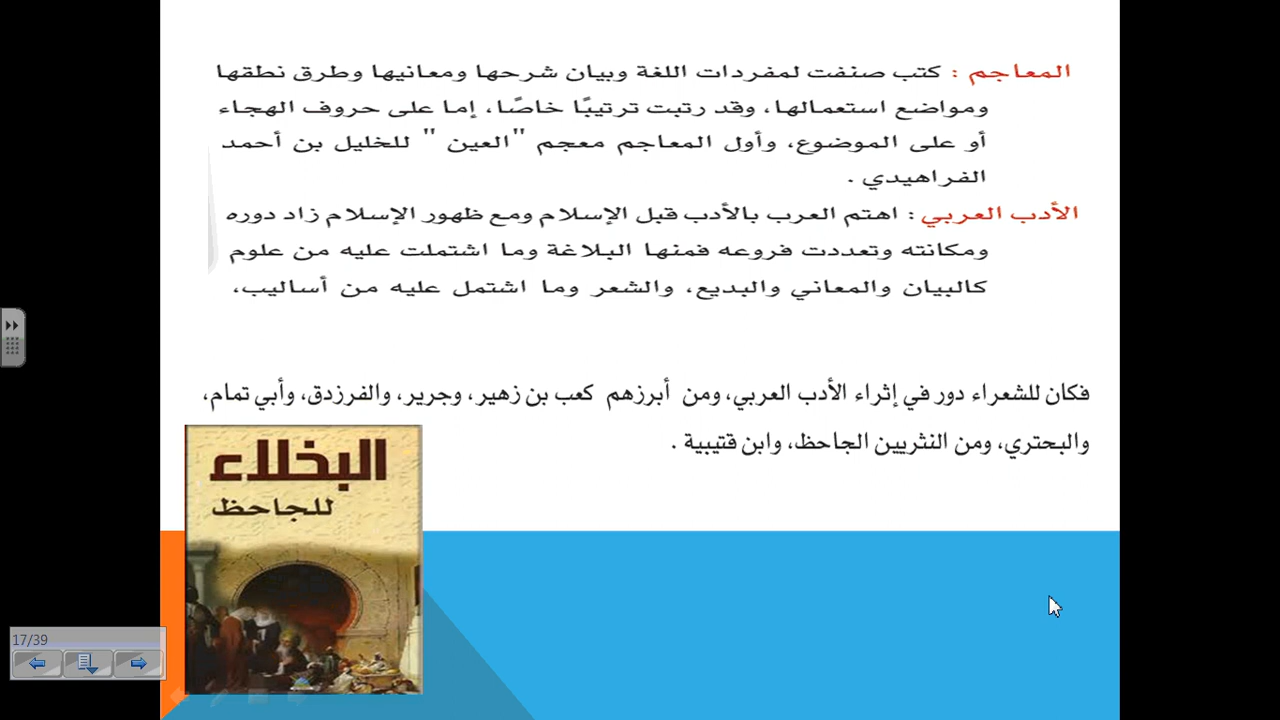 المعاجم : كتب صنفت لمفردات اللغة وبيان شرحها ومعانيها وطرق نطقها
ومواضع استعمالها، وقد رتبت ترتيبًا خاصًا، إما على حروف الهجاء
أو على الموضوع، وأول المعاجم معجم "العين " للخليل بن أحمد
الفراهيدي .
الأدب العربي : اهتم العرب بالأدب قبل الإسلام ومع ظهور الإسلام زاد دوره
ومكانته وتعددت فروعه فمنها البلاغة وما اشتملت عليه من علوم
كالبيان والمعاني والبديع، والشعر وما اشتمل عليه من أساليب،
فكان للشعراء دور في إثراء الأدب العربي، ومن أبرزهم كعب بن زهير، وجرير، والفرزدق، وأبي تمام،
والبحتري، ومن النثريين الجاحظ، وابن قتيبية .
البخلاء
للجاحظ
17/39